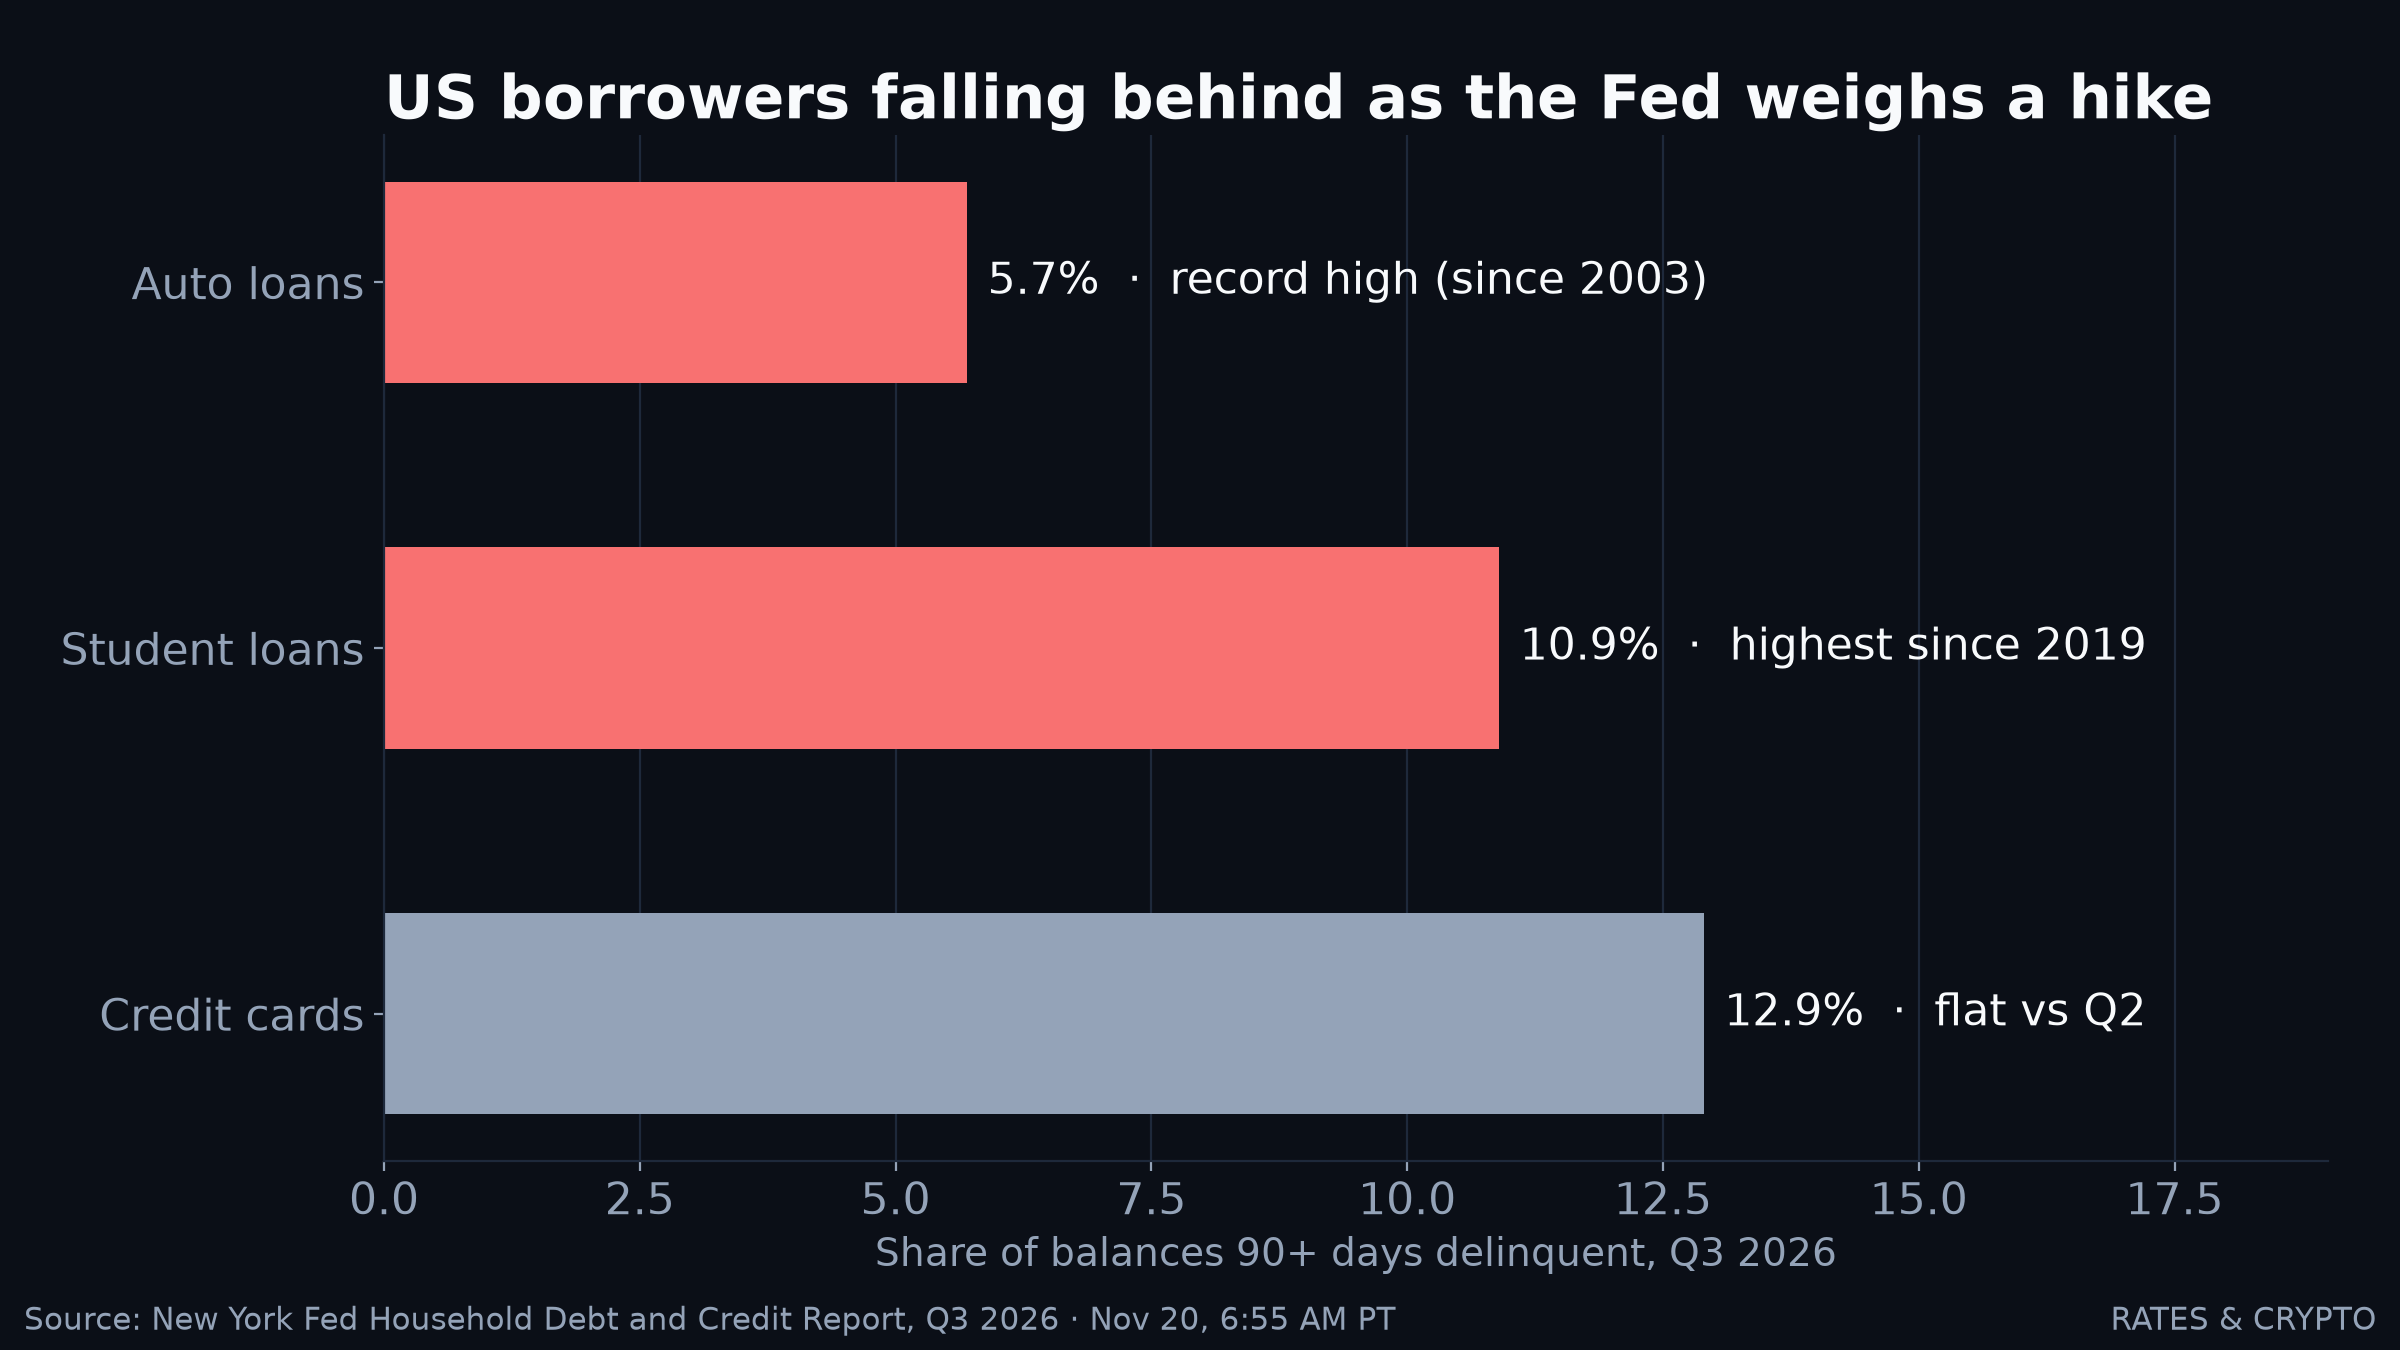 US borrowers falling behind as the Fed weighs a hike
Auto loans
5.7% · record high (since 2003)
Student loans
10.9% · highest since 2019
Credit cards
12.9% · flat vs Q2
0.0 2.5 5.0 7.5 10.0 12.5 15.0 17.5
Share of balances 90+ days delinquent, Q3 2026
Source: New York Fed Household Debt and Credit Report, Q3 2026 · Nov 20, 6:55 AM PT
RATES & CRYPTO